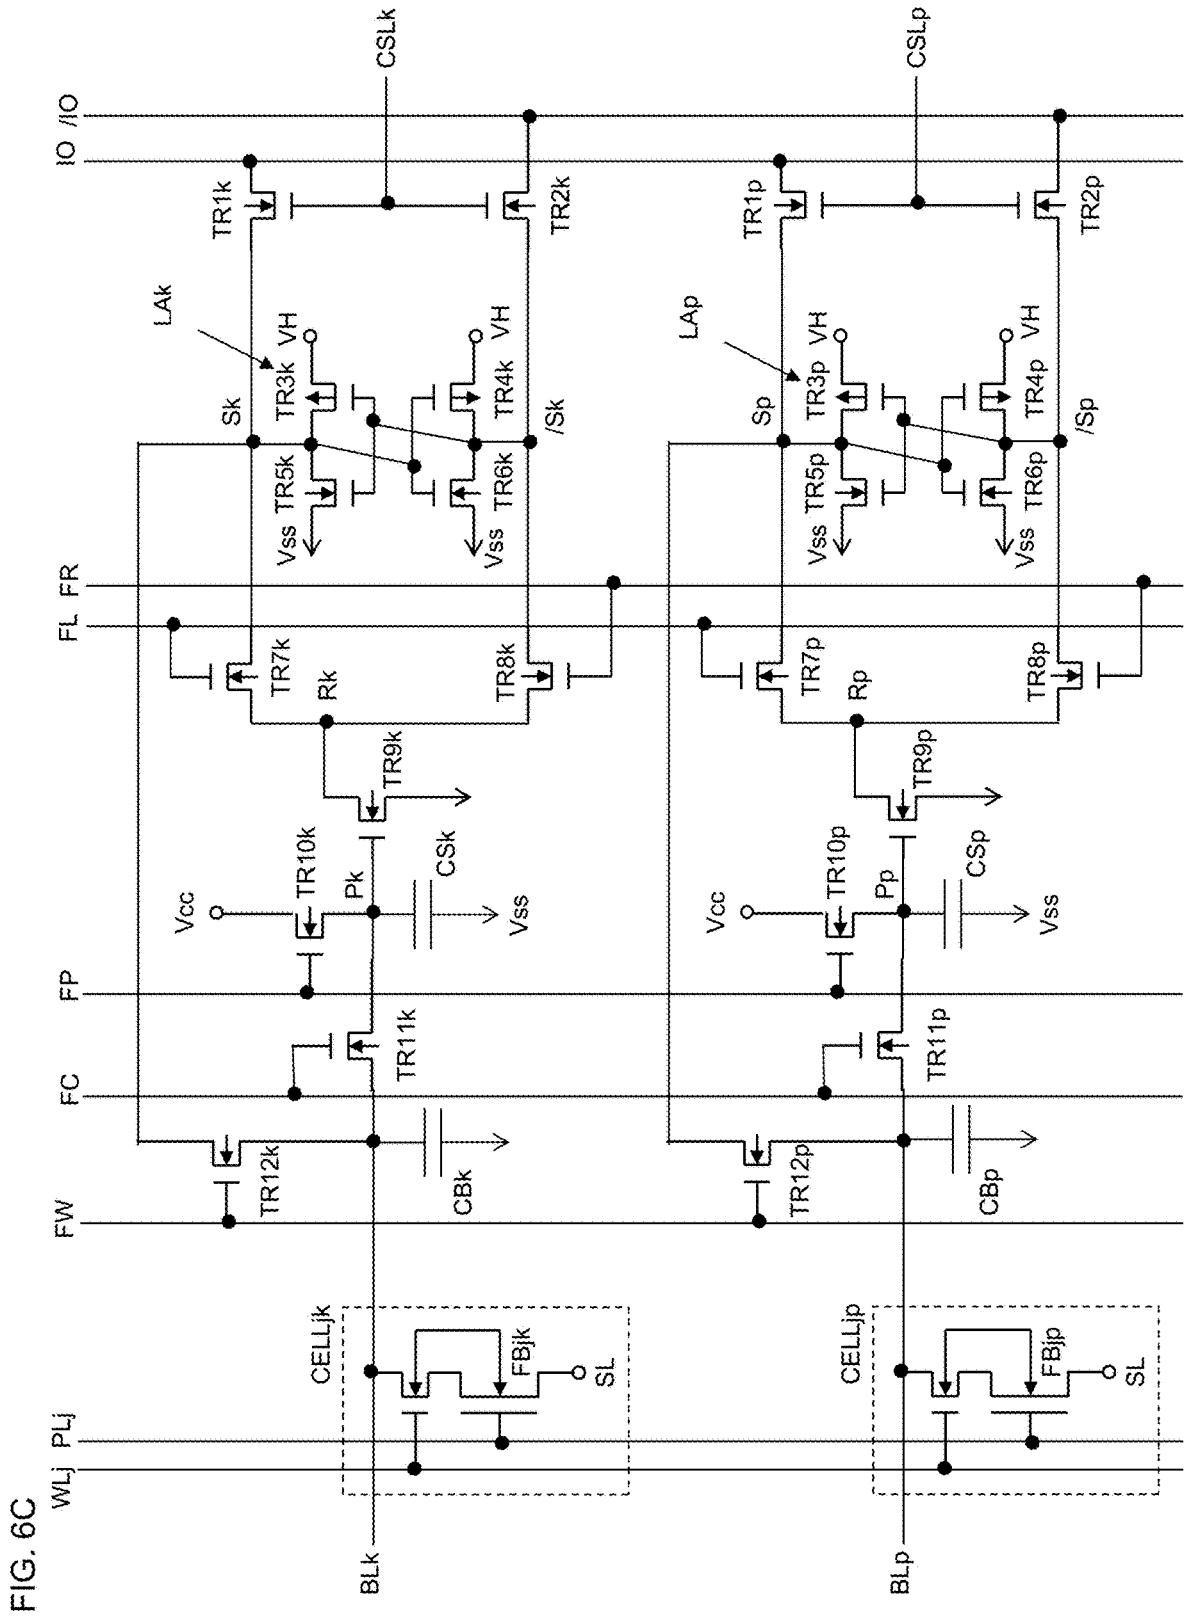 FIG. 6C
WLj
PLj
FW
FC
FP
FL
FR
IO
/IO
BLk
CELLjk
FBjk
SL
TR12k
CBk
TR11k
Vcc
TR10k
Pk
CSk
Vss
TR9k
Rk
TR7k
TR8k
Vss
TR5k
TR3k
VH
LAk
Sk
Vss
TR6k
TR4k
VH
/Sk
TR1k
TR2k
CSLk
BLp
CELLjp
FBjp
SL
TR12p
CBp
TR11p
Vcc
TR10p
Pp
CSp
Vss
TR9p
Rp
TR7p
TR8p
Vss
TR5p
TR3p
VH
LAp
Sp
Vss
TR6p
TR4p
VH
/Sp
TR1p
TR2p
CSLp